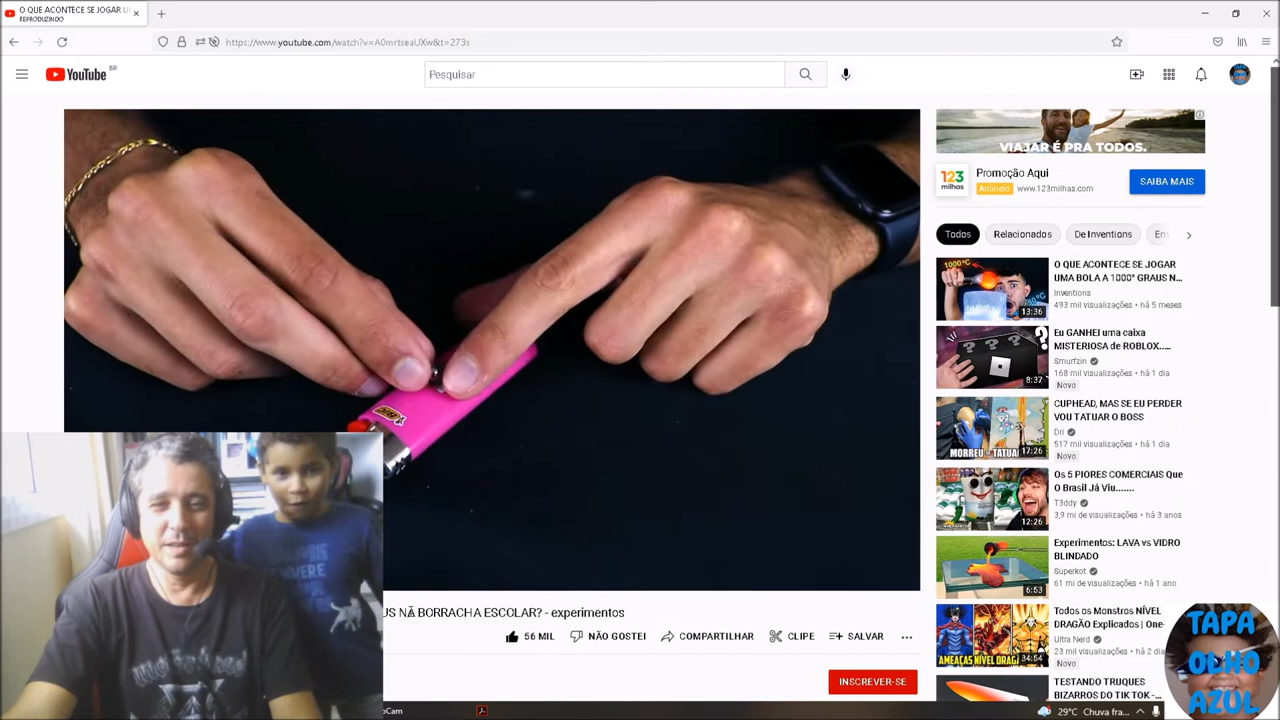 O QUE ACONTECE SE JOGAR U
REPRODUZINDO
https://www.youtube.com/watch?v=A0mrtseaUXw&t=273s
YouTube BR
Pesquisar
VIAJAR É PRA TODOS.
123
milhas
Promoção Aqui
Anúncio www.123milhas.com
SAIBA MAIS
Todos
Relacionados
De Inventions
En
1000°C
13:36
O QUE ACONTECE SE JOGAR
UMA BOLA A 1000° GRAUS N...
Inventions
493 mil visualizações • há 5 meses
? ? ?
8:37
Eu GANHEI uma caixa
MISTERIOSA de ROBLOX.....
Smurfzin
168 mil visualizações • há 1 dia
Novo
MORREU = TATUA
17:26
CUPHEAD, MAS SE EU PERDER
VOU TATUAR O BOSS
Dri
517 mil visualizações • há 1 dia
Novo
12:26
Os 5 PIORES COMERCIAIS Que
O Brasil Já Viu.......
T3ddy
3,9 mi de visualizações • há 3 anos
6:53
Experimentos: LAVA vs VIDRO
BLINDADO
Superkot
61 mi de visualizações • há 1 ano
AMEAÇAS NÍVEL DRAG
34:54
Todos os Monstros NÍVEL
DRAGÃO Explicados | One-
Ultra Nerd
23 mil visualizações • há 2 dia
Novo
TESTANDO TRUQUES
BIZARROS DO TIK TOK -...
BIC
US NA BORRACHA ESCOLAR? - experimentos
56 MIL
NÃO GOSTEI
COMPARTILHAR
CLIPE
SALVAR
INSCREVER-SE
TAPA
OLHO
AZUL
oCam
29°C Chuva fra...